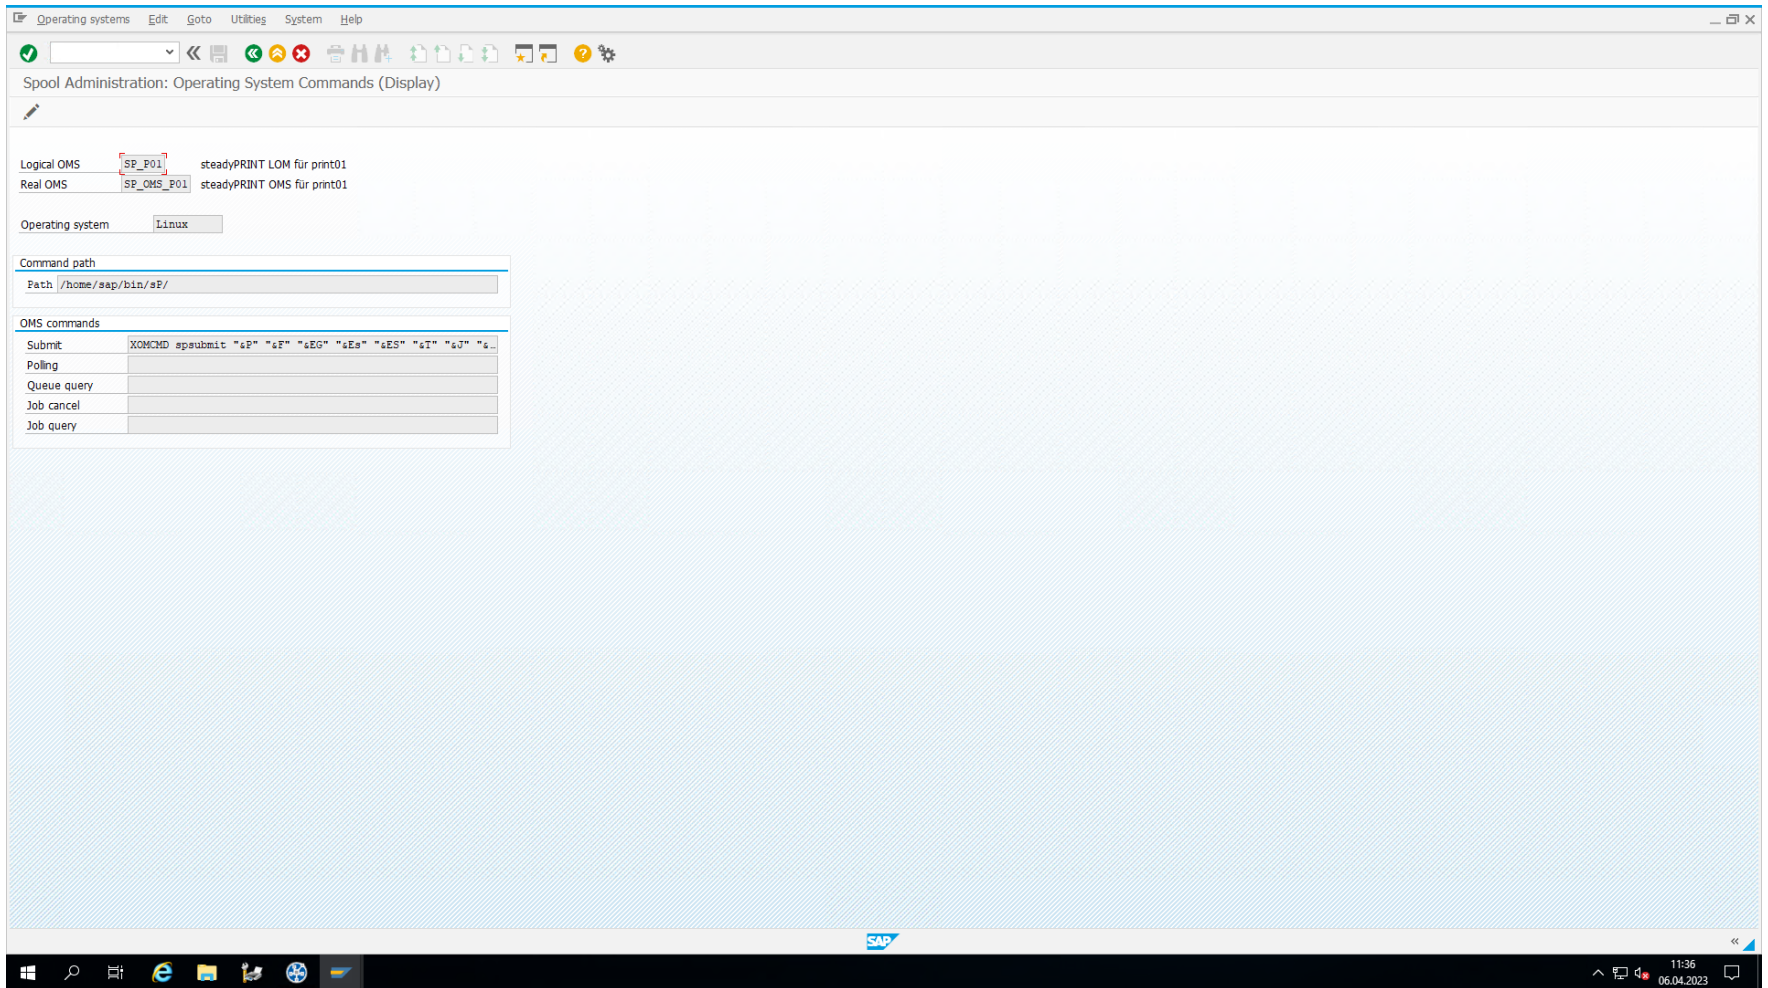 Operating systems Edit Goto Utilities System Help
Spool Administration: Operating System Commands (Display)
Logical OMS SP_P01 steadyPRINT LOM für print01
Real OMS SP_OMS_P01 steadyPRINT OMS für print01
Operating system Linux
Command path
Path /home/sap/bin/sP/
OMS commands
Submit XOMCMD spsubmit "&P" "&F" "&EG" "&Es" "&ES" "&T" "&J" "&…
Polling
Queue query
Job cancel
Job query
SAP
11:36
06.04.2023